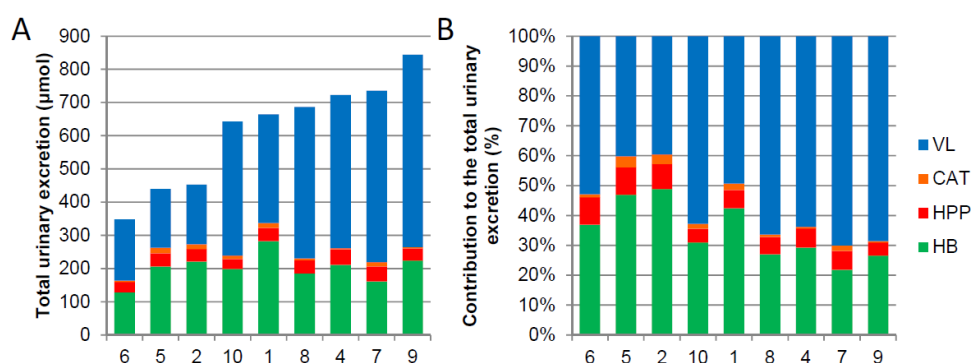 A
Total urinary excretion (µmol)
900
800
700
600
500
400
300
200
100
0
6 5 2 10 1 8 4 7 9
B
Contribution to the total urinary
excretion (%)
100%
90%
80%
70%
60%
50%
40%
30%
20%
10%
0%
6 5 2 10 1 8 4 7 9
VL
CAT
HPP
HB